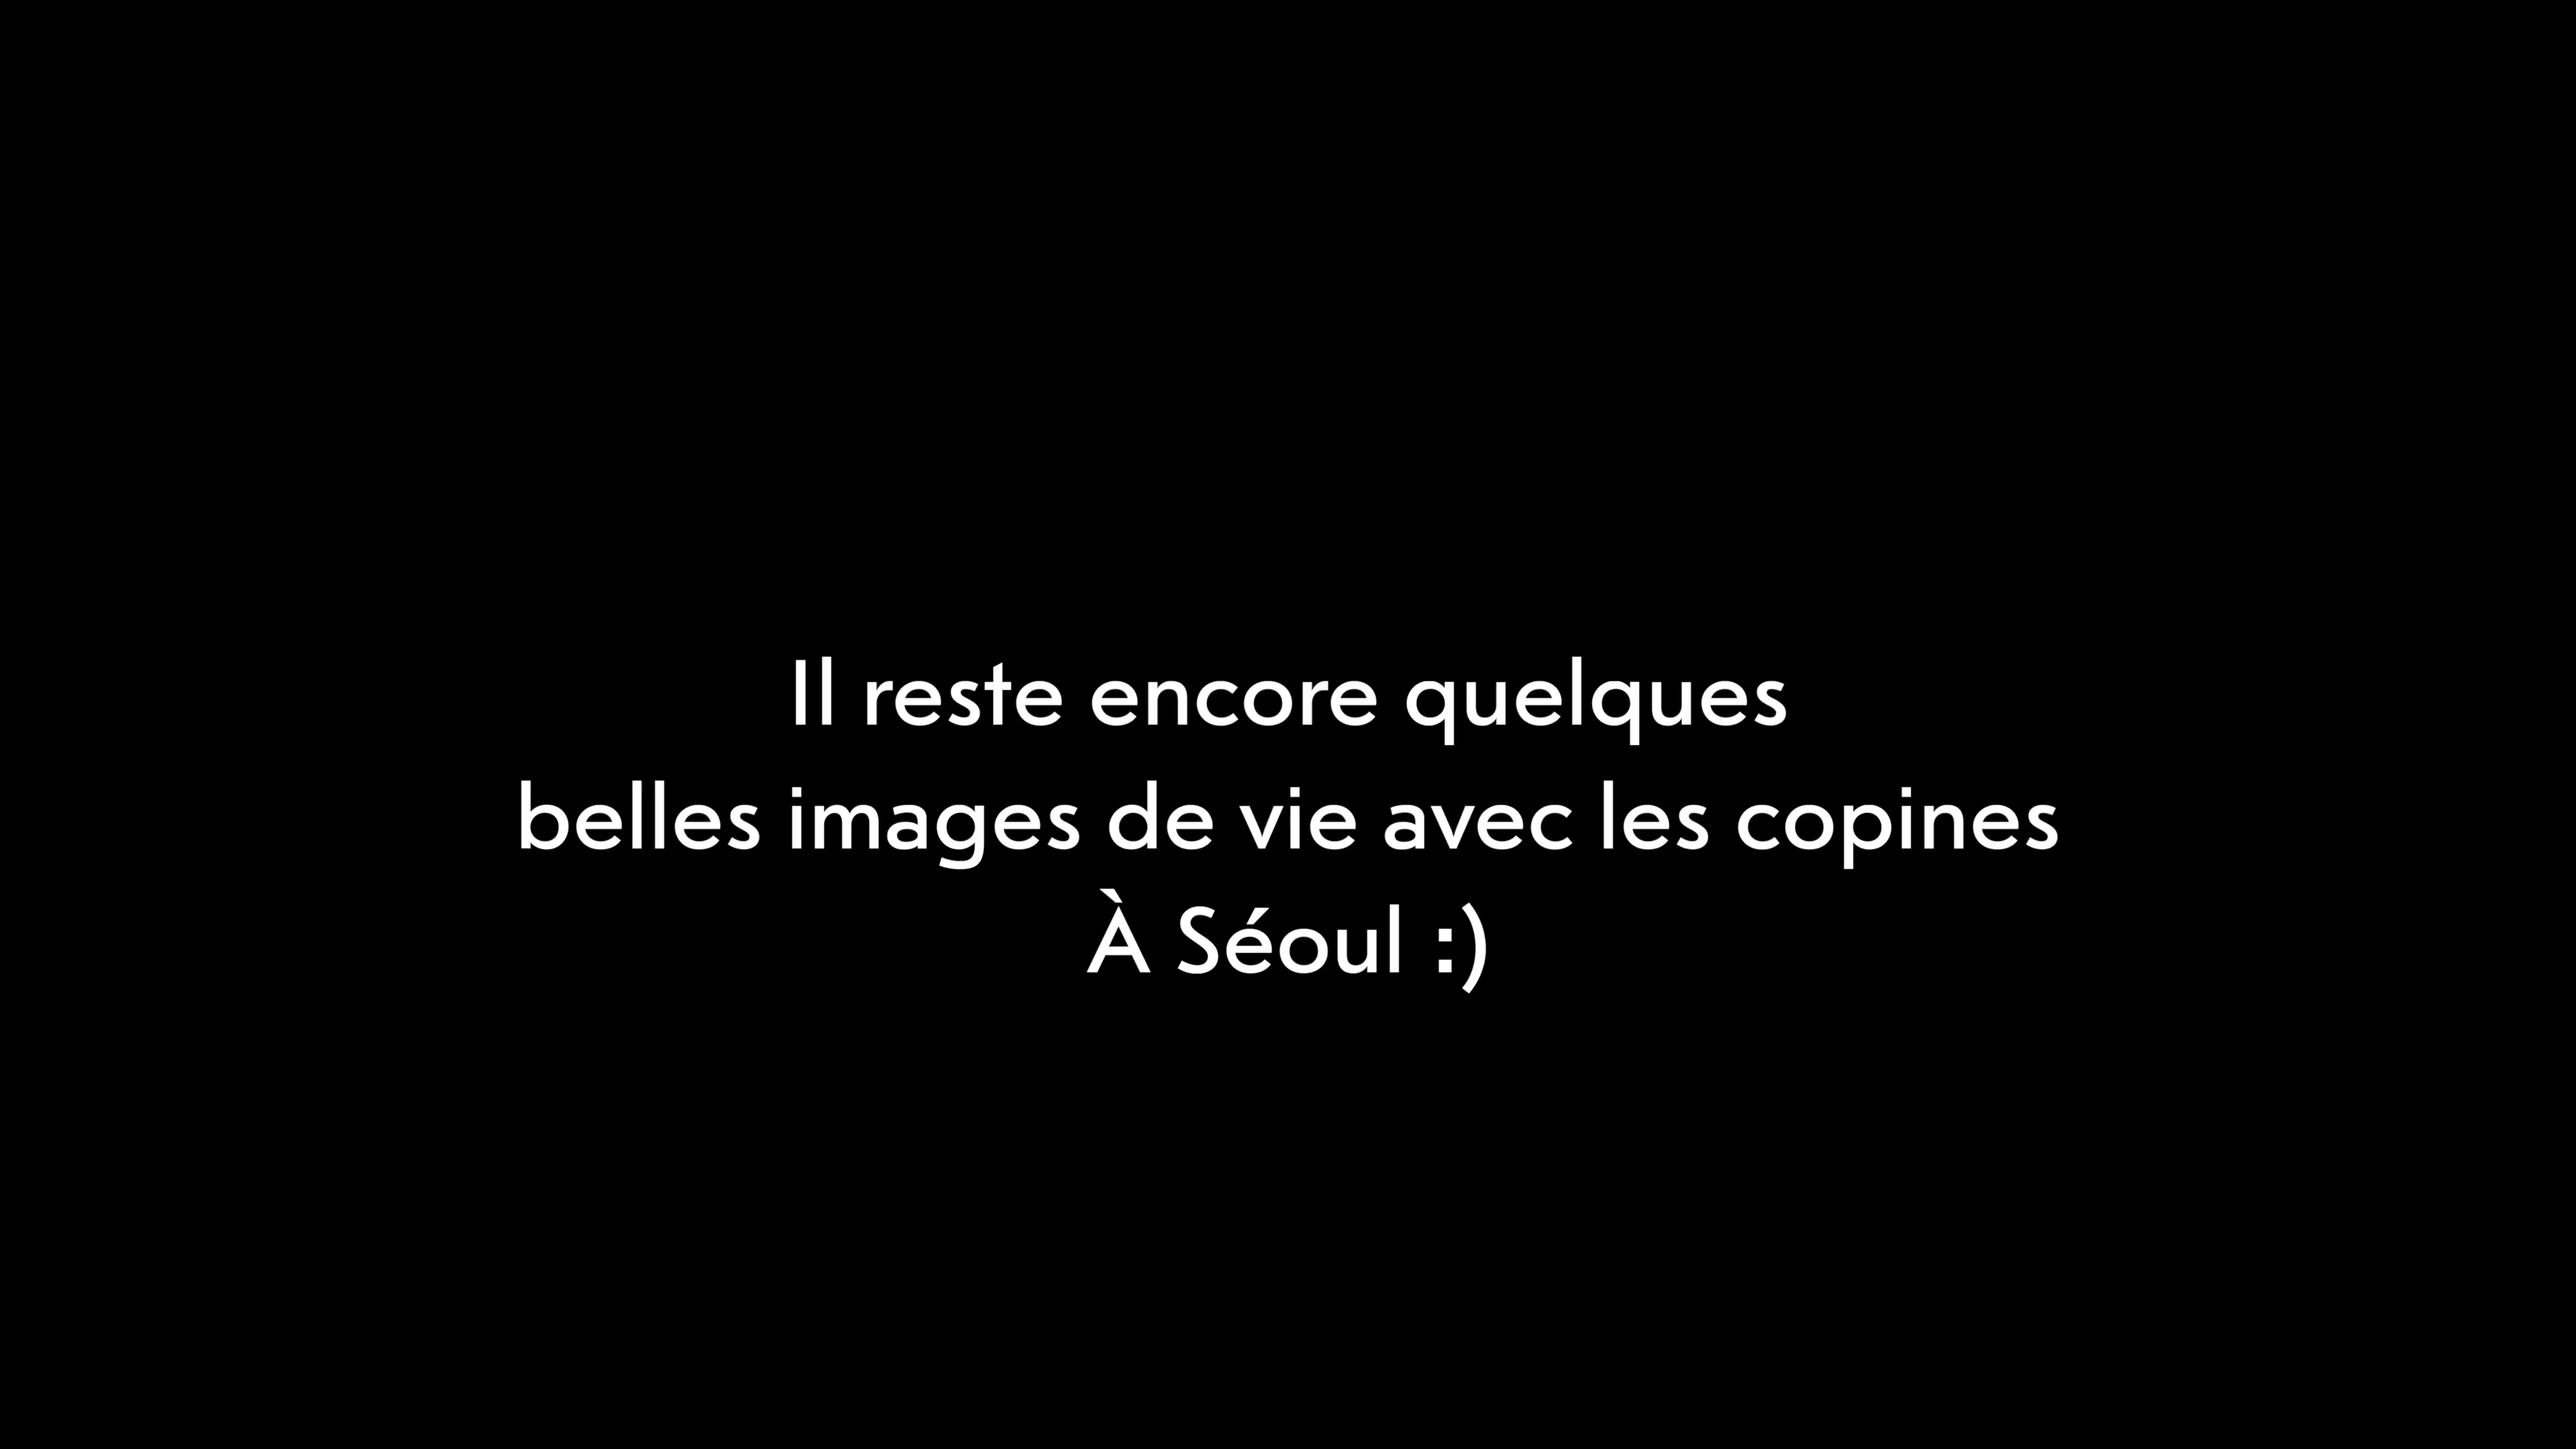 Il reste encore quelques
belles images de vie avec les copines
À Séoul :)